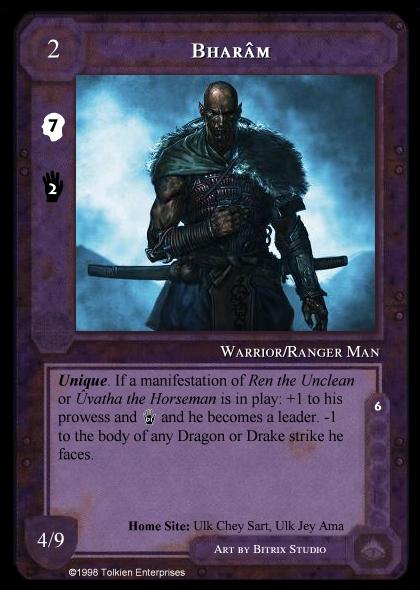 2
BHARÂM
7
2
WARRIOR/RANGER MAN
Unique. If a manifestation of Ren the Unclean
or Ûvatha the Horseman is in play: +1 to his
prowess and DI and he becomes a leader. -1
to the body of any Dragon or Drake strike he
faces.
6
Home Site: Ulk Chey Sart, Ulk Jey Ama
4/9
ART BY BITRIX STUDIO
©1998 Tolkien Enterprises